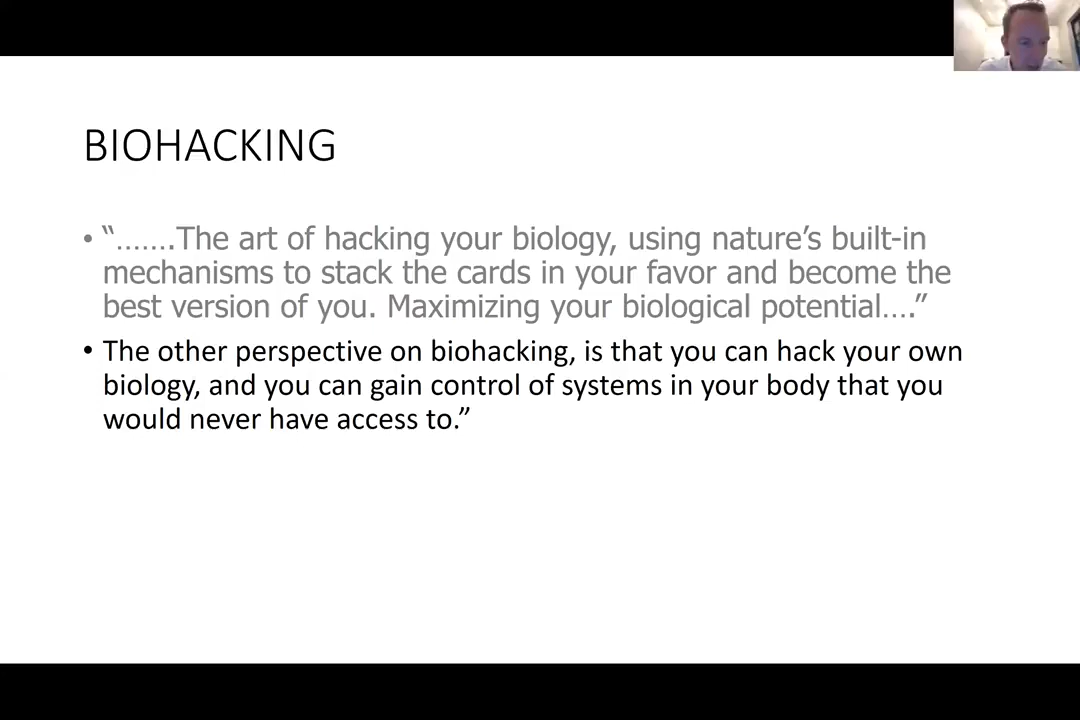 BIOHACKING
• “…….The art of hacking your biology, using nature’s built-in
mechanisms to stack the cards in your favor and become the
best version of you. Maximizing your biological potential….”
• The other perspective on biohacking, is that you can hack your own
biology, and you can gain control of systems in your body that you
would never have access to.”